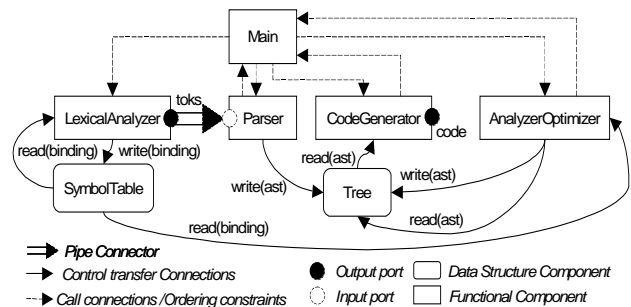 Main
toks
LexicalAnalyzer
Parser
CodeGenerator
AnalyzerOptimizer
code
read(binding)
write(binding)
read(ast)
SymbolTable
write(ast)
Tree
write(ast)
read(binding)
read(ast)
Pipe Connector
Control transfer Connections
Output port
Data Structure Component
Call connections /Ordering constraints
Input port
Functional Component